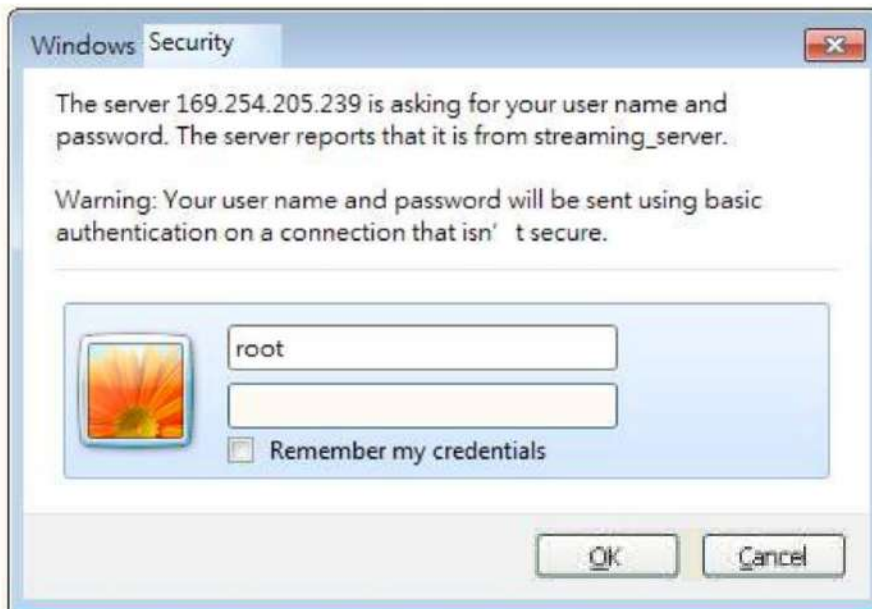 Windows Security
The server 169.254.205.239 is asking for your user name and
password. The server reports that it is from streaming_server.
Warning: Your user name and password will be sent using basic
authentication on a connection that isn' t secure.
root
Remember my credentials
OK
Cancel